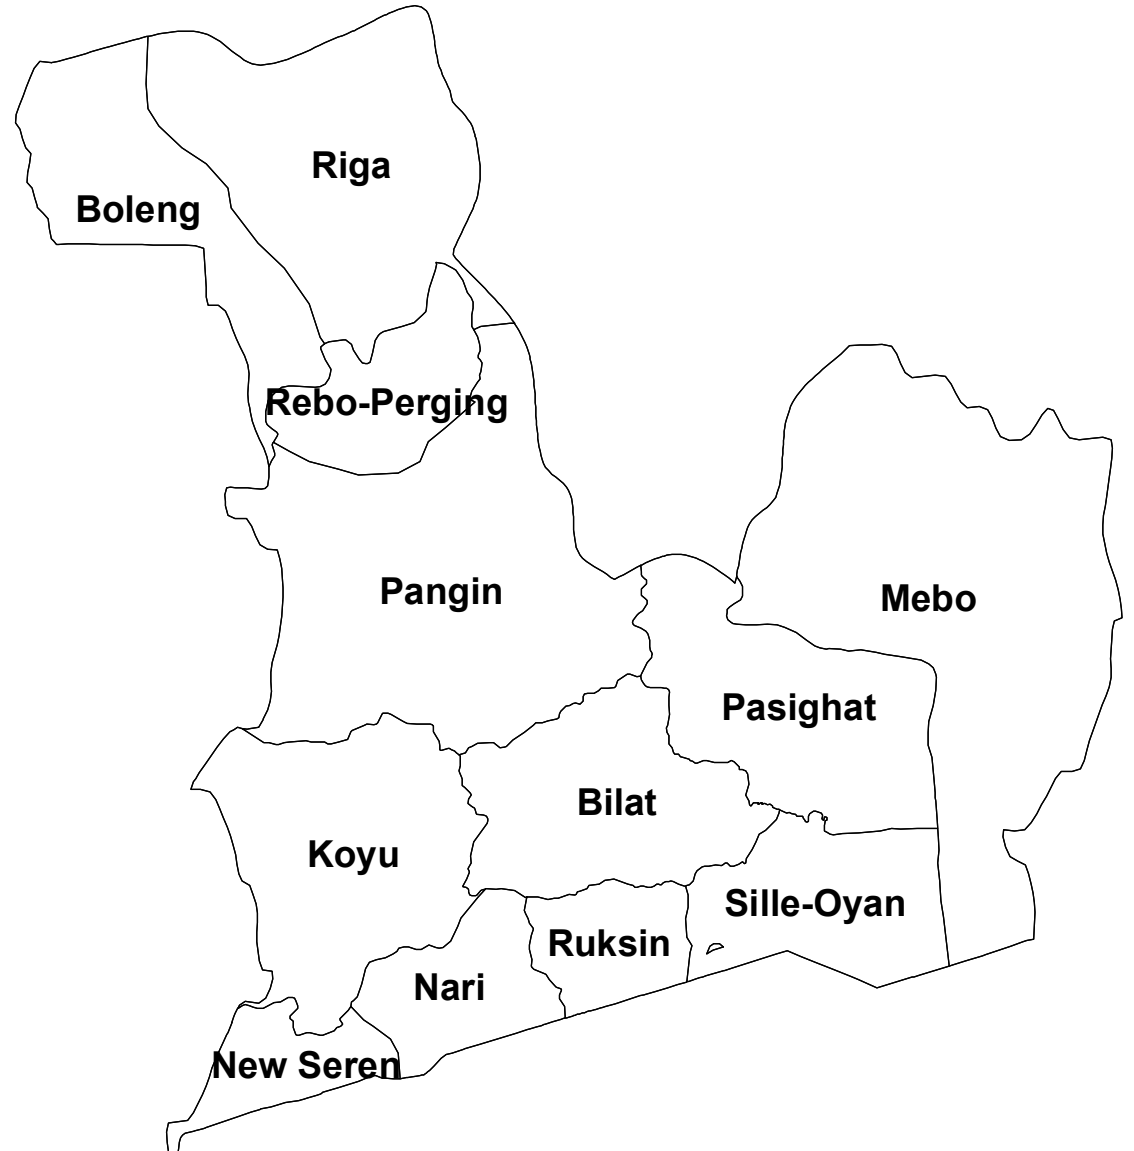 Riga
Boleng
Rebo-Perging
Pangin
Mebo
Pasighat
Bilat
Koyu
Sille-Oyan
Ruksin
Nari
New Seren